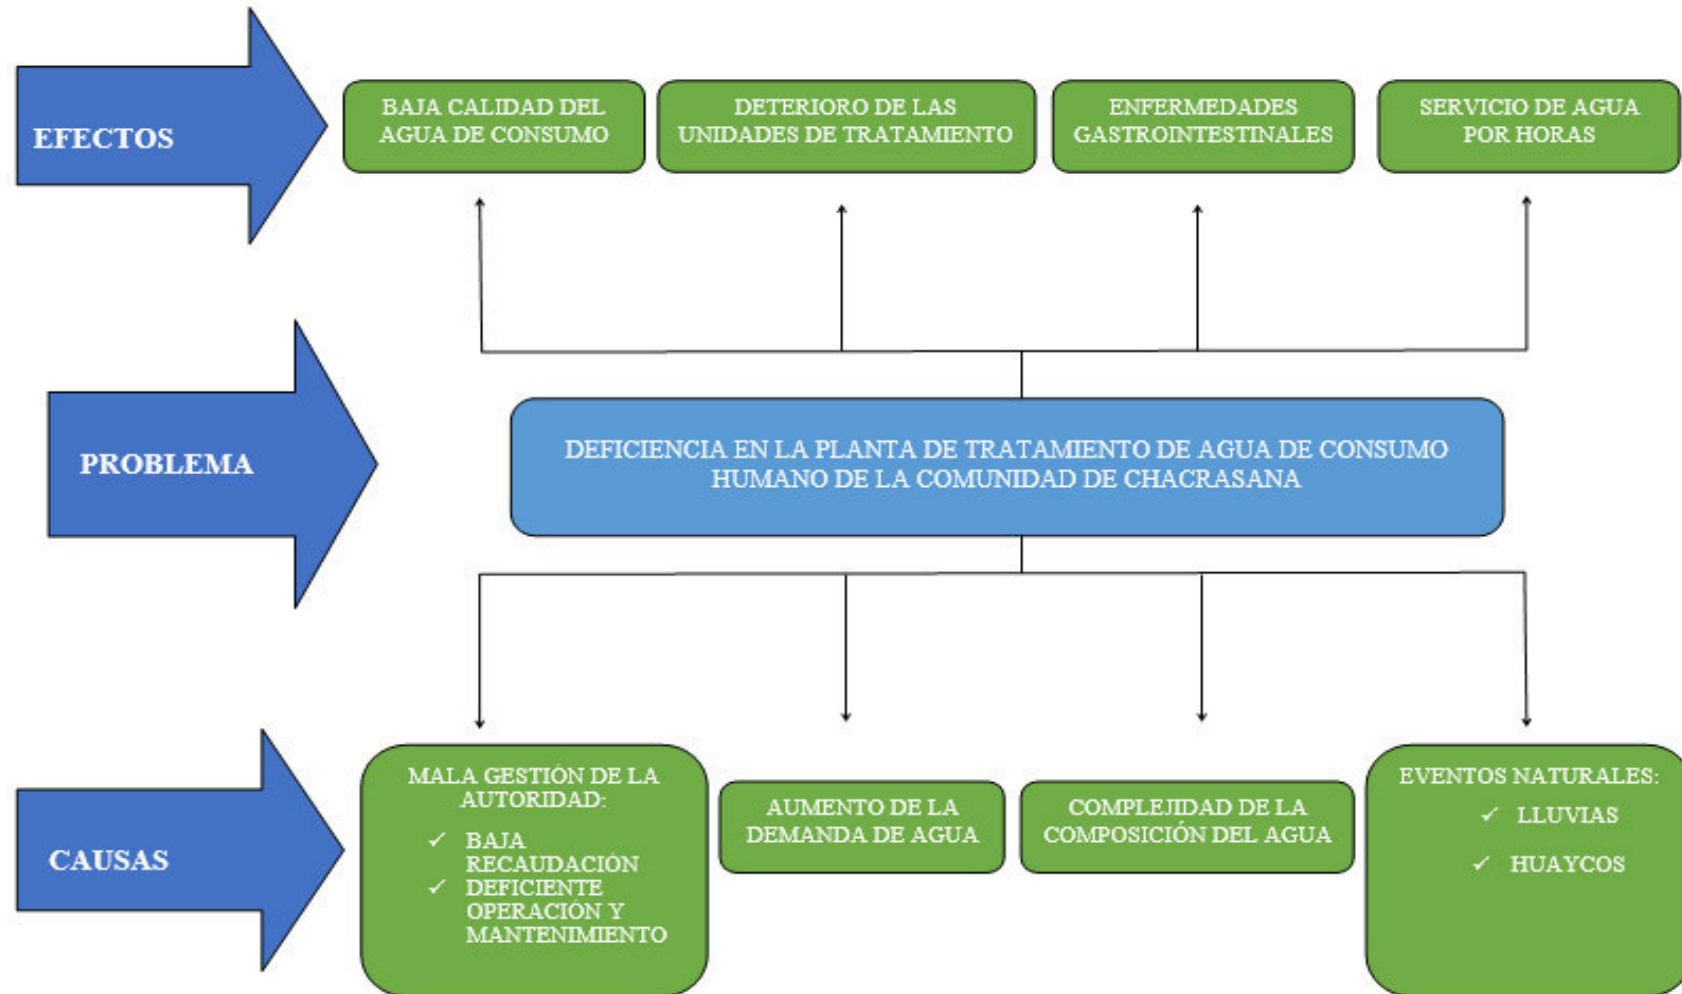 EFECTOS
BAJA CALIDAD DEL
AGUA DE CONSUMO
DETERIORO DE LAS
UNIDADES DE TRATAMIENTO
ENFERMEDADES
GASTROINTESTINALES
SERVICIO DE AGUA
POR HORAS
PROBLEMA
DEFICIENCIA EN LA PLANTA DE TRATAMIENTO DE AGUA DE CONSUMO
HUMANO DE LA COMUNIDAD DE CHACRASANA
CAUSAS
MALA GESTIÓN DE LA
AUTORIDAD:
✓ BAJA
RECAUDACIÓN
✓ DEFICIENTE
OPERACIÓN Y
MANTENIMIENTO
AUMENTO DE LA
DEMANDA DE AGUA
COMPLEJIDAD DE LA
COMPOSICIÓN DEL AGUA
EVENTOS NATURALES:
✓ LLUVIAS
✓ HUAYCOS